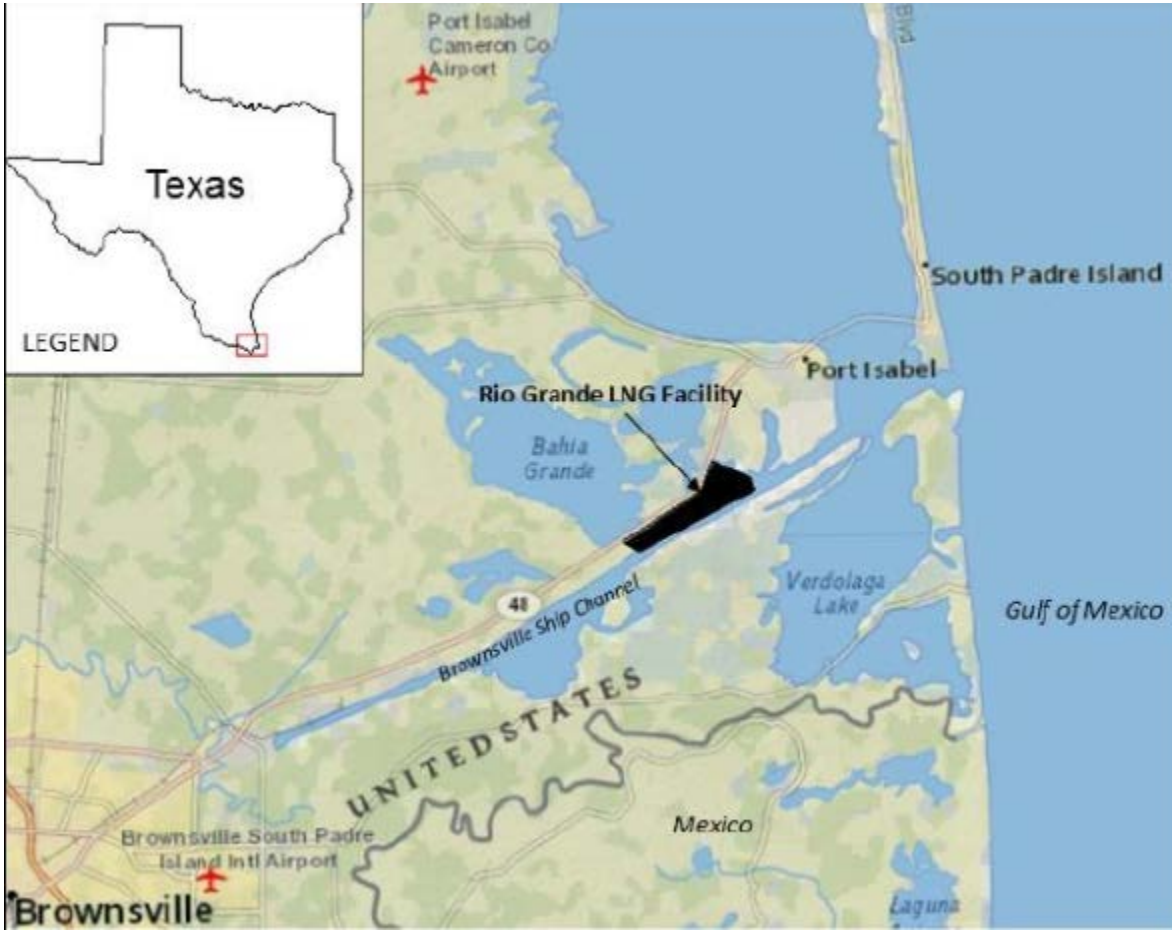 Port Isabel
Cameron Co
Airport
Blvd
Texas
LEGEND
South Padre Island
Port Isabel
Rio Grande LNG Facility
Bahia
Grande
48
Brownsville Ship Channel
Verdolaga
Lake
Gulf of Mexico
UNITED STATES
Mexico
Brownsville South Padre
Island Intl Airport
Brownsville
Laguna